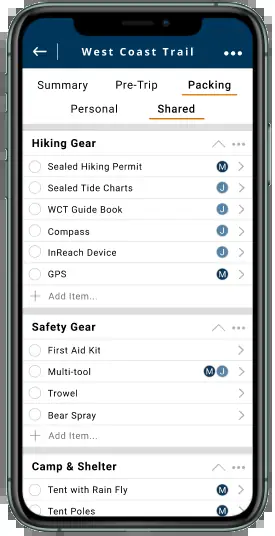 West Coast Trail
Summary Pre-Trip Packing
Personal Shared
Hiking Gear
Sealed Hiking Permit M
Sealed Tide Charts J
WCT Guide Book J
Compass J
InReach Device J
GPS M
Add Item...
Safety Gear
First Aid Kit
Multi-tool M J
Trowel
Bear Spray
Add Item...
Camp & Shelter
Tent with Rain Fly M
Tent Poles M